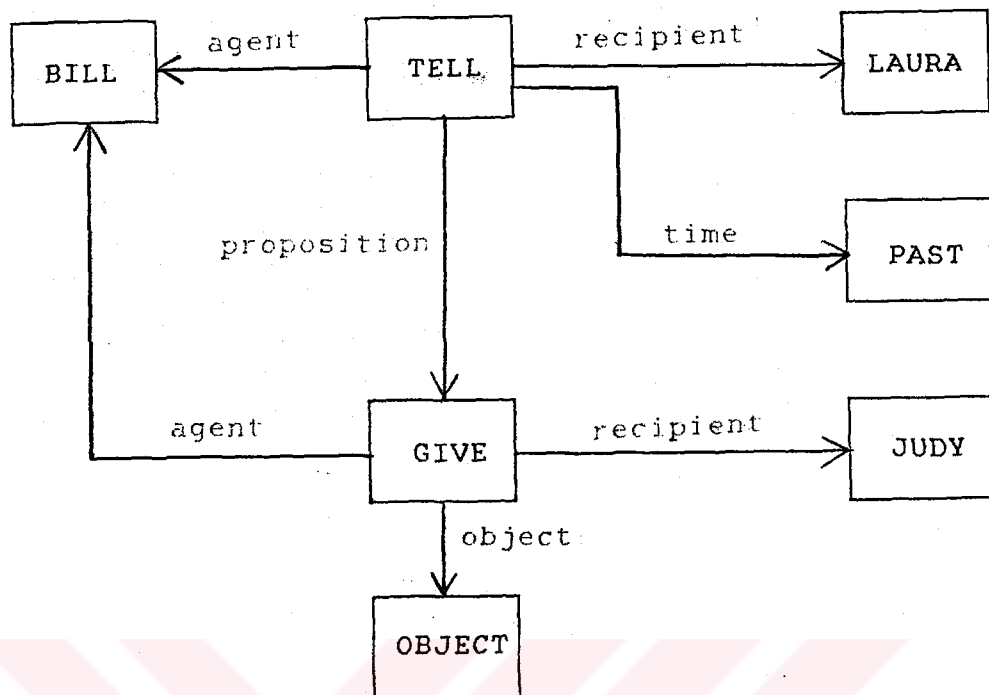 agent recipient
BILL TELL LAURA
proposition time PAST
agent recipient
GIVE JUDY
object
OBJECT